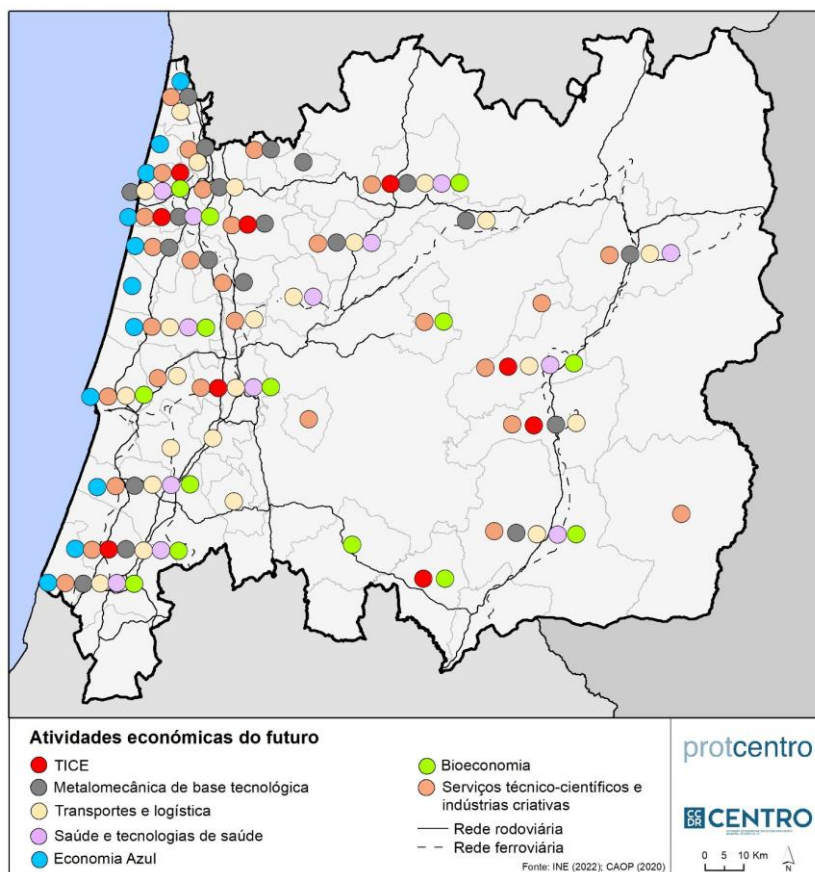 Atividades económicas do futuro
TICE
Metalomecânica de base tecnológica
Transportes e logística
Saúde e tecnologias de saúde
Economia Azul
Bioeconomia
Serviços técnico-científicos e
indústrias criativas
Rede rodoviária
Rede ferroviária
Fonte: INE (2022); CAOP (2020)
protcentro
CCDR CENTRO
0 5 10 Km
N